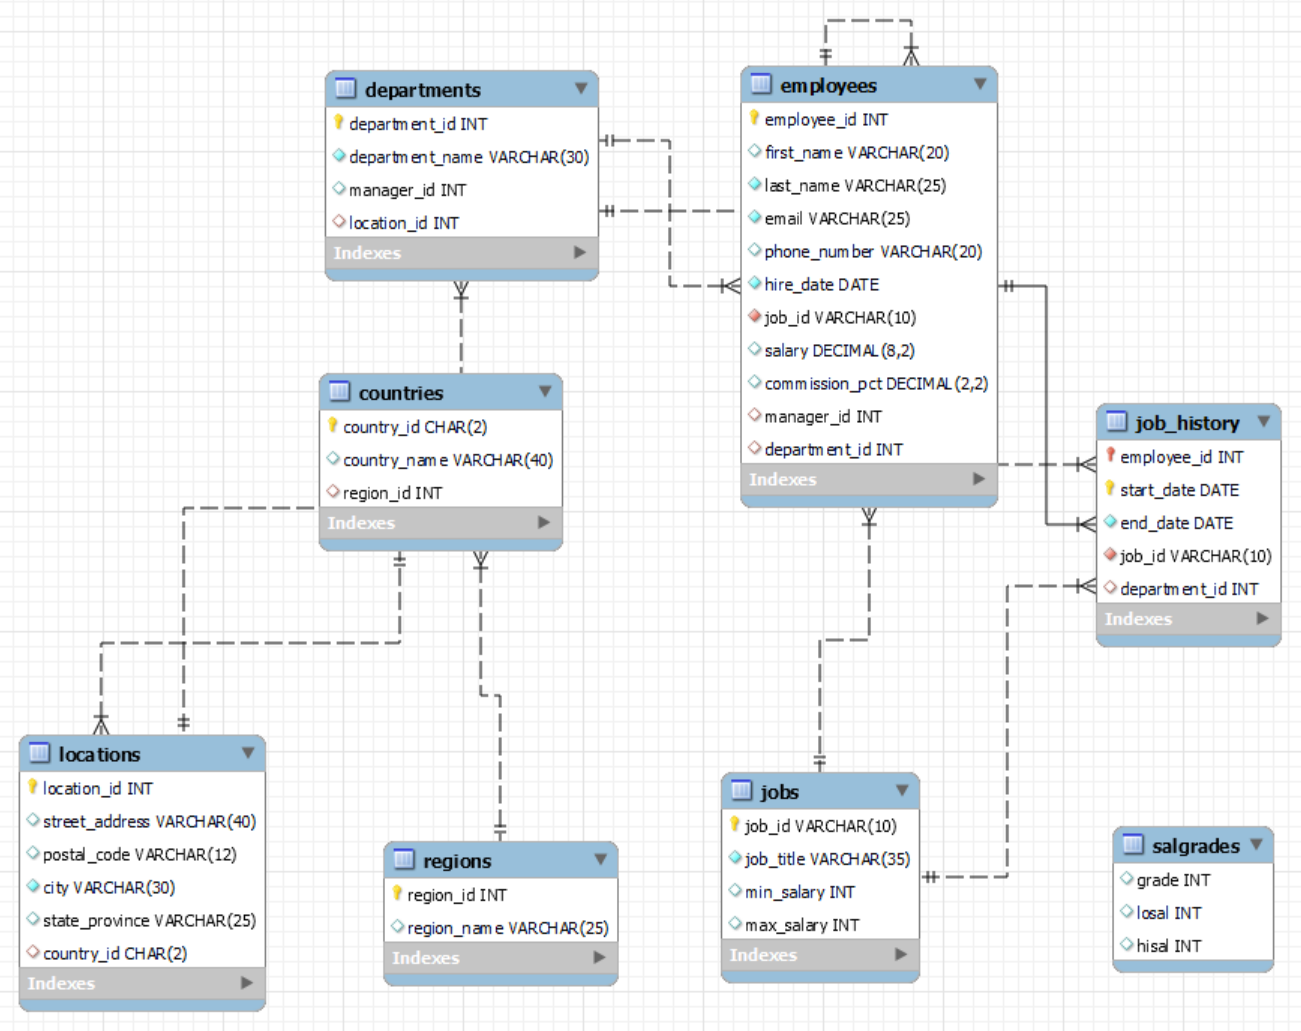 departments
department_id INT
department_name VARCHAR(30)
manager_id INT
location_id INT
Indexes
employees
employee_id INT
first_name VARCHAR(20)
last_name VARCHAR(25)
email VARCHAR(25)
phone_number VARCHAR(20)
hire_date DATE
job_id VARCHAR(10)
salary DECIMAL(8,2)
commission_pct DECIMAL(2,2)
manager_id INT
department_id INT
Indexes
countries
country_id CHAR(2)
country_name VARCHAR(40)
region_id INT
Indexes
job_history
employee_id INT
start_date DATE
end_date DATE
job_id VARCHAR(10)
department_id INT
Indexes
locations
location_id INT
street_address VARCHAR(40)
postal_code VARCHAR(12)
city VARCHAR(30)
state_province VARCHAR(25)
country_id CHAR(2)
Indexes
regions
region_id INT
region_name VARCHAR(25)
Indexes
jobs
job_id VARCHAR(10)
job_title VARCHAR(35)
min_salary INT
max_salary INT
Indexes
salgrades
grade INT
losal INT
hisal INT